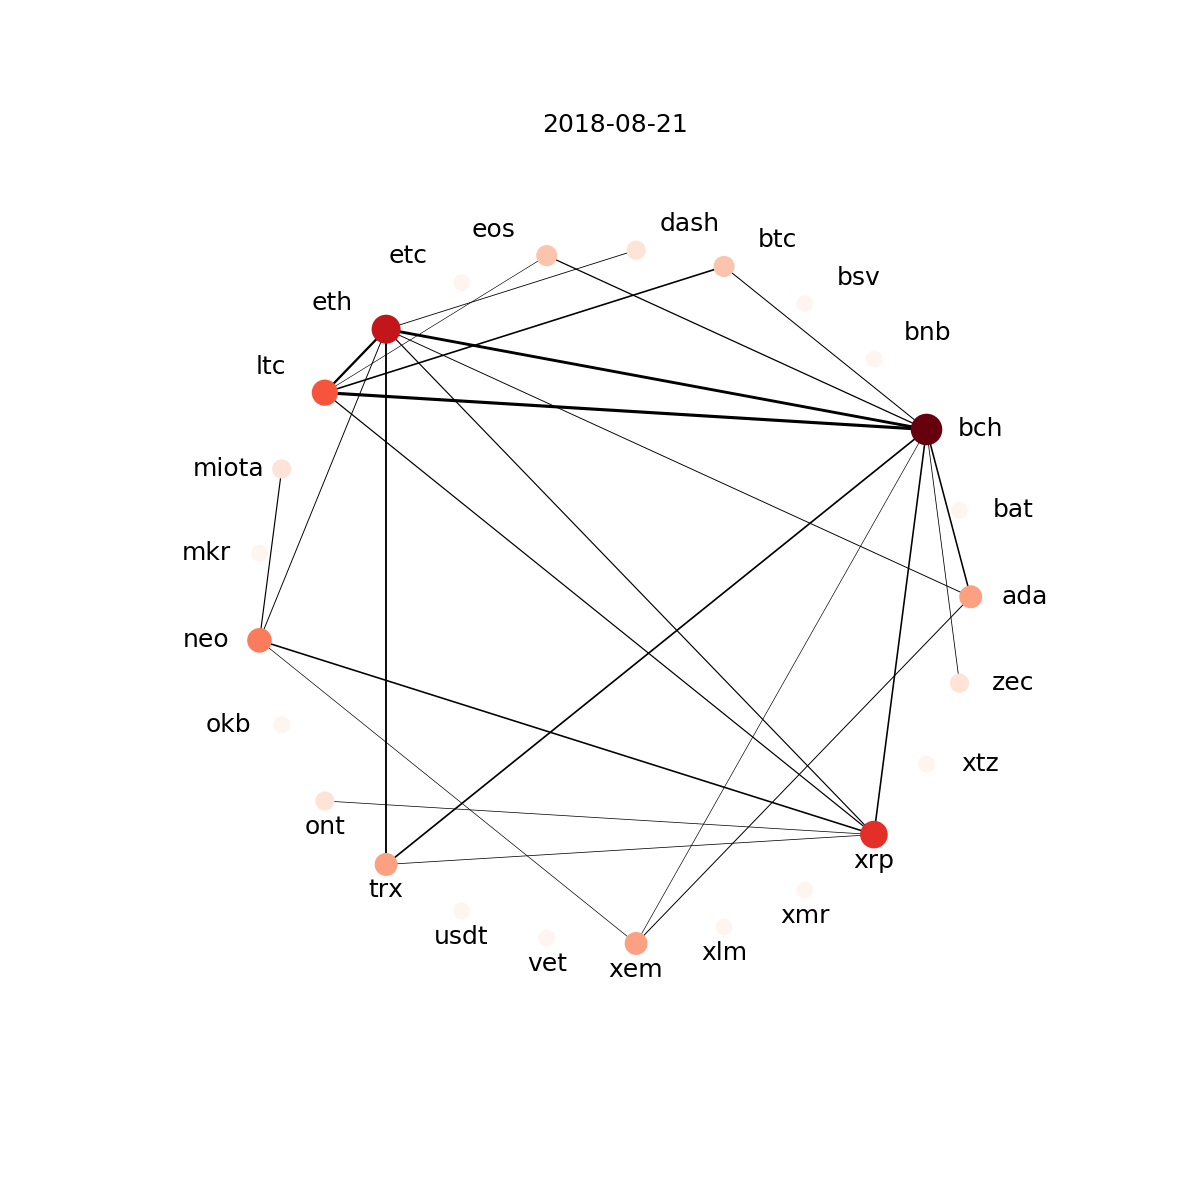 2018-08-21
dash
eos
btc
etc
bsv
eth
bnb
ltc
bch
miota
bat
mkr
ada
neo
zec
okb
xtz
ont
xrp
trx
xmr
usdt
xlm
vet
xem